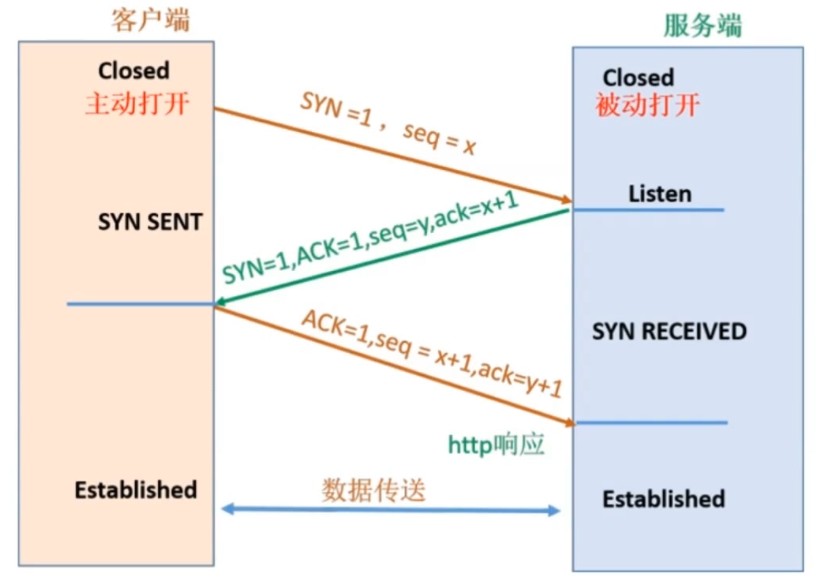 客户端
服务端
Closed
主动打开
Closed
被动打开
SYN =1 ， seq = x
Listen
SYN SENT
SYN=1,ACK=1,seq=y,ack=x+1
SYN RECEIVED
ACK=1,seq = x+1,ack=y+1
http响应
Established
数据传送
Established